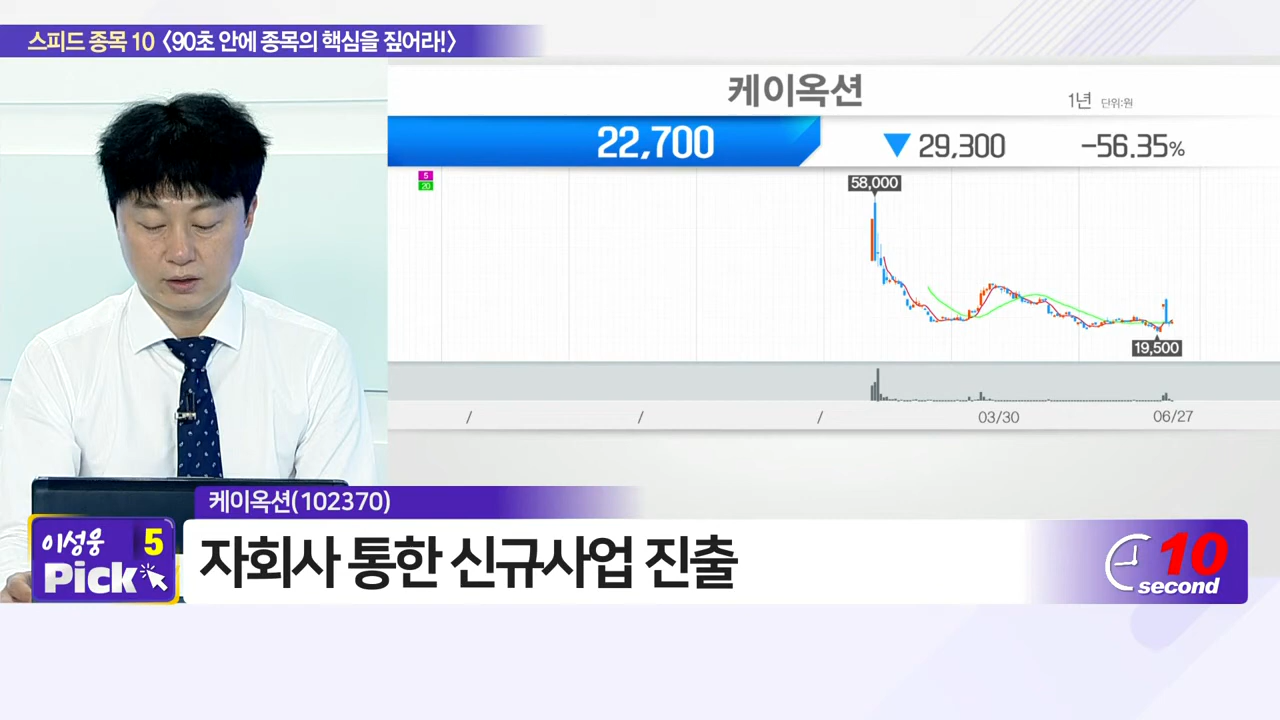 스피드 종목 10 〈90초 안에 종목의 핵심을 짚어라!〉
케이옥션
1년 단위:원
22,700
▼ 29,300
-56.35%
5
20
58,000
19,500
/
/
/
03/30
06/27
케이옥션(102370)
이성웅 5
Pick
자회사 통한 신규사업 진출
10
second